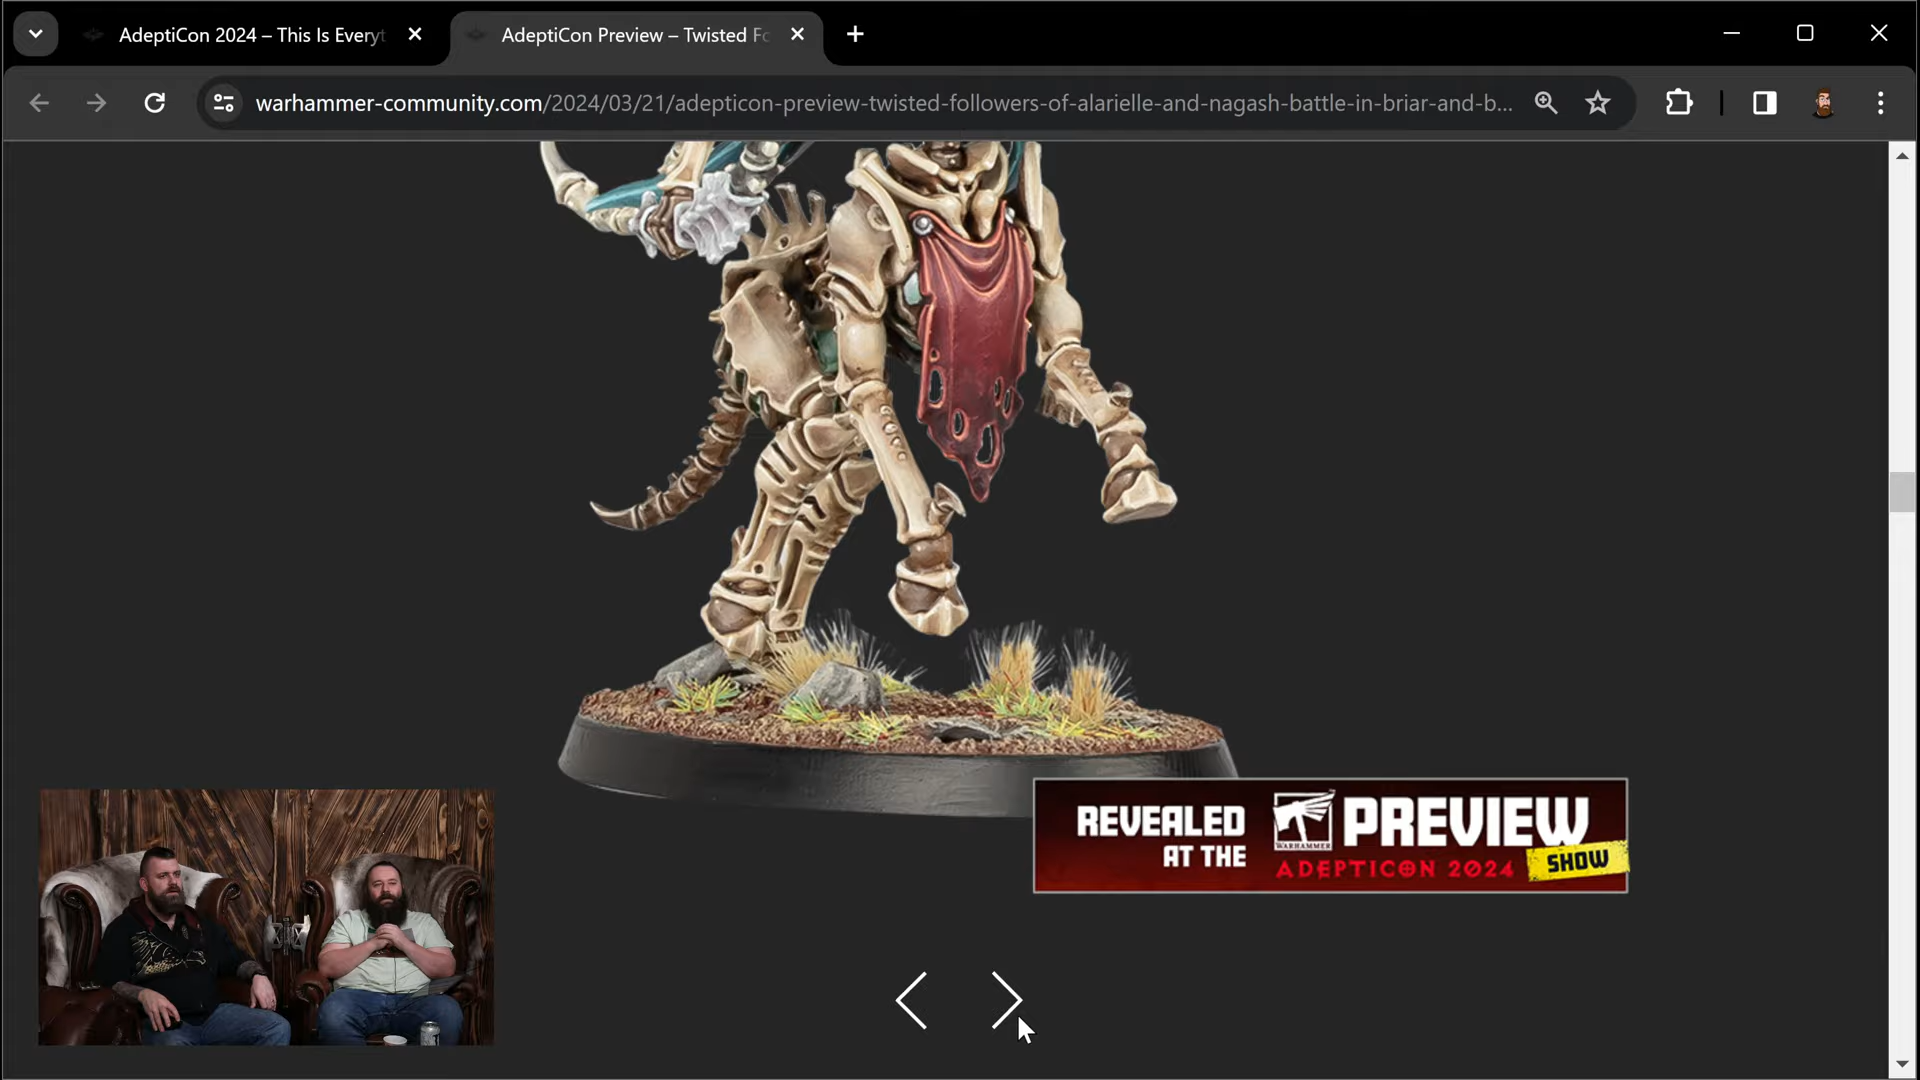 AdeptiCon 2024 – This Is Everyt
AdeptiCon Preview – Twisted Fo
warhammer-community.com/2024/03/21/adepticon-preview-twisted-followers-of-alarielle-and-nagash-battle-in-briar-and-b...
REVEALED
AT THE
WARHAMMER
PREVIEW
ADEPTICON 2024
SHOW